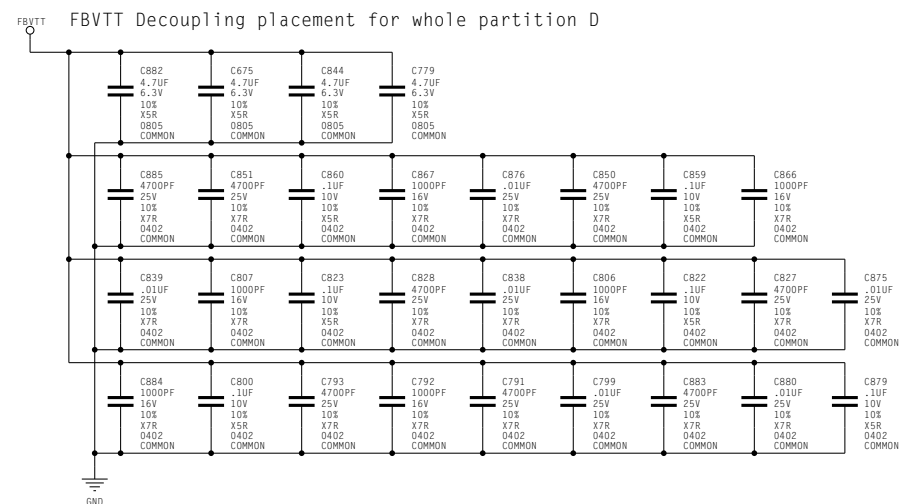 FBVTT FBVTT Decoupling placement for whole partition D
C882 C675 C844 C779
4.7UF 4.7UF 4.7UF 4.7UF
6.3V 6.3V 6.3V 6.3V
10% 10% 10% 10%
X5R X5R X5R X5R
0805 0805 0805 0805
COMMON COMMON COMMON COMMON
C885 C851 C860 C867 C876 C850 C859 C866
4700PF 4700PF .1UF 1000PF .01UF 4700PF .1UF 1000PF
25V 25V 10V 16V 25V 25V 10V 16V
10% 10% 10% 10% 10% 10% 10% 10%
X7R X7R X5R X7R X7R X7R X5R X7R
0402 0402 0402 0402 0402 0402 0402 0402
COMMON COMMON COMMON COMMON COMMON COMMON COMMON COMMON
C839 C807 C823 C828 C838 C806 C822 C827 C875
.01UF 1000PF .1UF 4700PF .01UF 1000PF .1UF 4700PF .01UF
25V 16V 10V 25V 25V 16V 10V 25V 25V
10% 10% 10% 10% 10% 10% 10% 10% 10%
X7R X7R X5R X7R X7R X7R X5R X7R X7R
0402 0402 0402 0402 0402 0402 0402 0402 0402
COMMON COMMON COMMON COMMON COMMON COMMON COMMON COMMON COMMON
C884 C800 C793 C792 C791 C799 C883 C880 C879
1000PF .1UF 4700PF 1000PF 4700PF .01UF 4700PF .01UF .1UF
16V 10V 25V 16V 25V 25V 25V 25V 10V
10% 10% 10% 10% 10% 10% 10% 10% 10%
X7R X5R X7R X7R X7R X7R X7R X7R X5R
0402 0402 0402 0402 0402 0402 0402 0402 0402
COMMON COMMON COMMON COMMON COMMON COMMON COMMON COMMON COMMON
GND